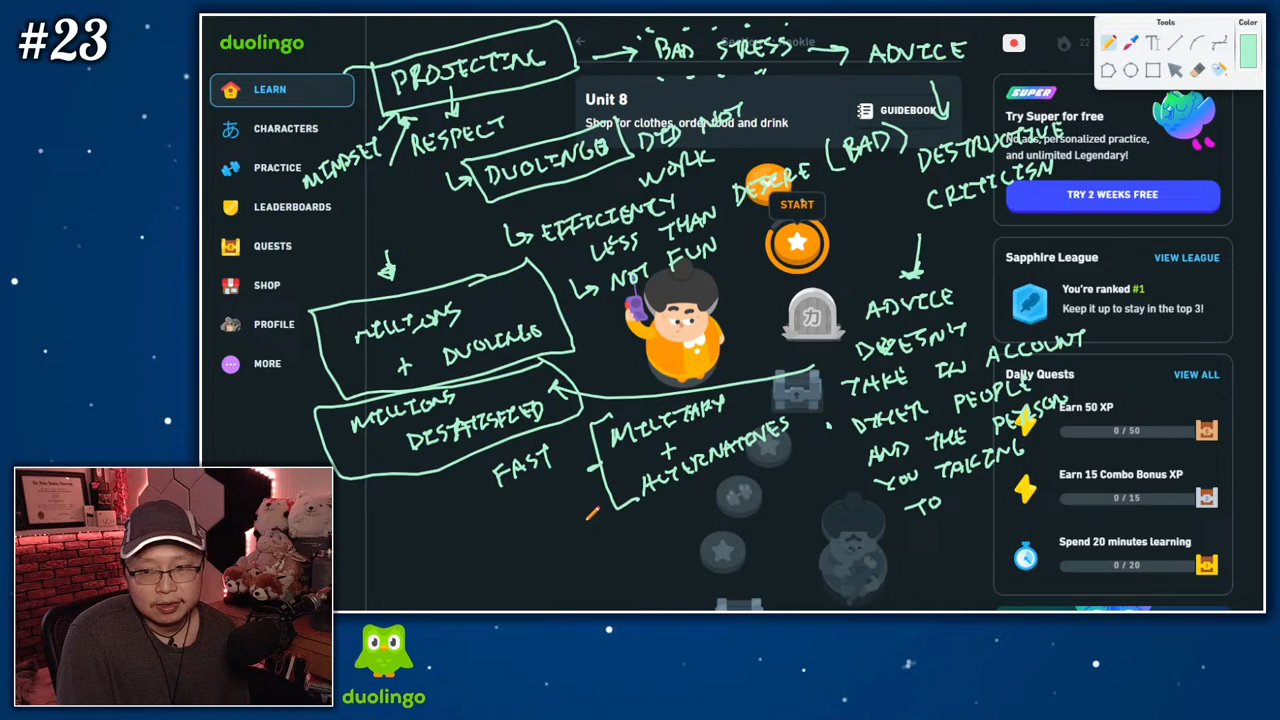 #23
duolingo
LEARN
CHARACTERS
PRACTICE
LEADERBOARDS
QUESTS
SHOP
PROFILE
MORE
PROJECTING
BAD STRESS
ADVICE
MINDSET
RESPECT
DUOLINGO
DID NOT
WORK
EFFICIENCY
LESS THAN
NOT FUN
DESIRE (BAD)
DESTRUCTIVE
CRITICISM
ADVICE
DOESN'T
TAKE IN ACCOUNT
OTHER PEOPLE
AND THE PERSON
YOU TALKING
TO
MILLIONS
+ DUOLINGO
MILLIONS
DISTATISFIED
FAST
MILITARY
+
ALTERNATIVES
Unit 8
Shop for clothes, order food and drink
GUIDEBOOK
START
力
Tools
Color
22
SUPER
Try Super for free
No ads, personalized practice,
and unlimited Legendary!
TRY 2 WEEKS FREE
Sapphire League
VIEW LEAGUE
You're ranked #1
Keep it up to stay in the top 3!
Daily Quests
VIEW ALL
Earn 50 XP
0 / 50
Earn 15 Combo Bonus XP
0 / 15
Spend 20 minutes learning
0 / 20
duolingo